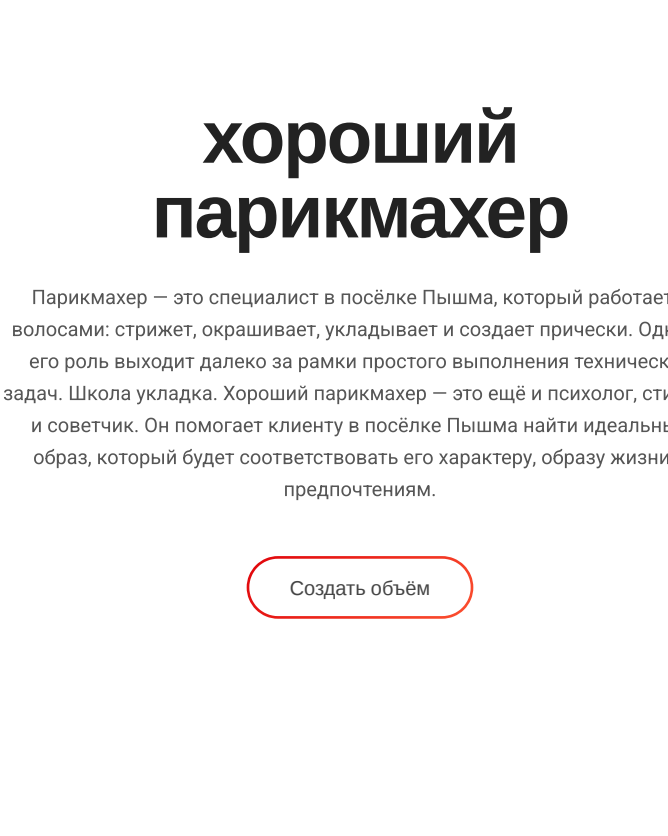 хороший
парикмахер
Парикмахер — это специалист в посёлке Пышма, который работает
волосами: стрижет, окрашивает, укладывает и создает прически.
его роль выходит далеко за рамки простого выполнения
задач. Школа укладка. Хороший парикмахер — это ещё и психолог,
и советчик. Он помогает клиенту в посёлке Пышма найти
образ, который будет соответствовать его характеру, образу жизни
предпочтениям.
Создать объём